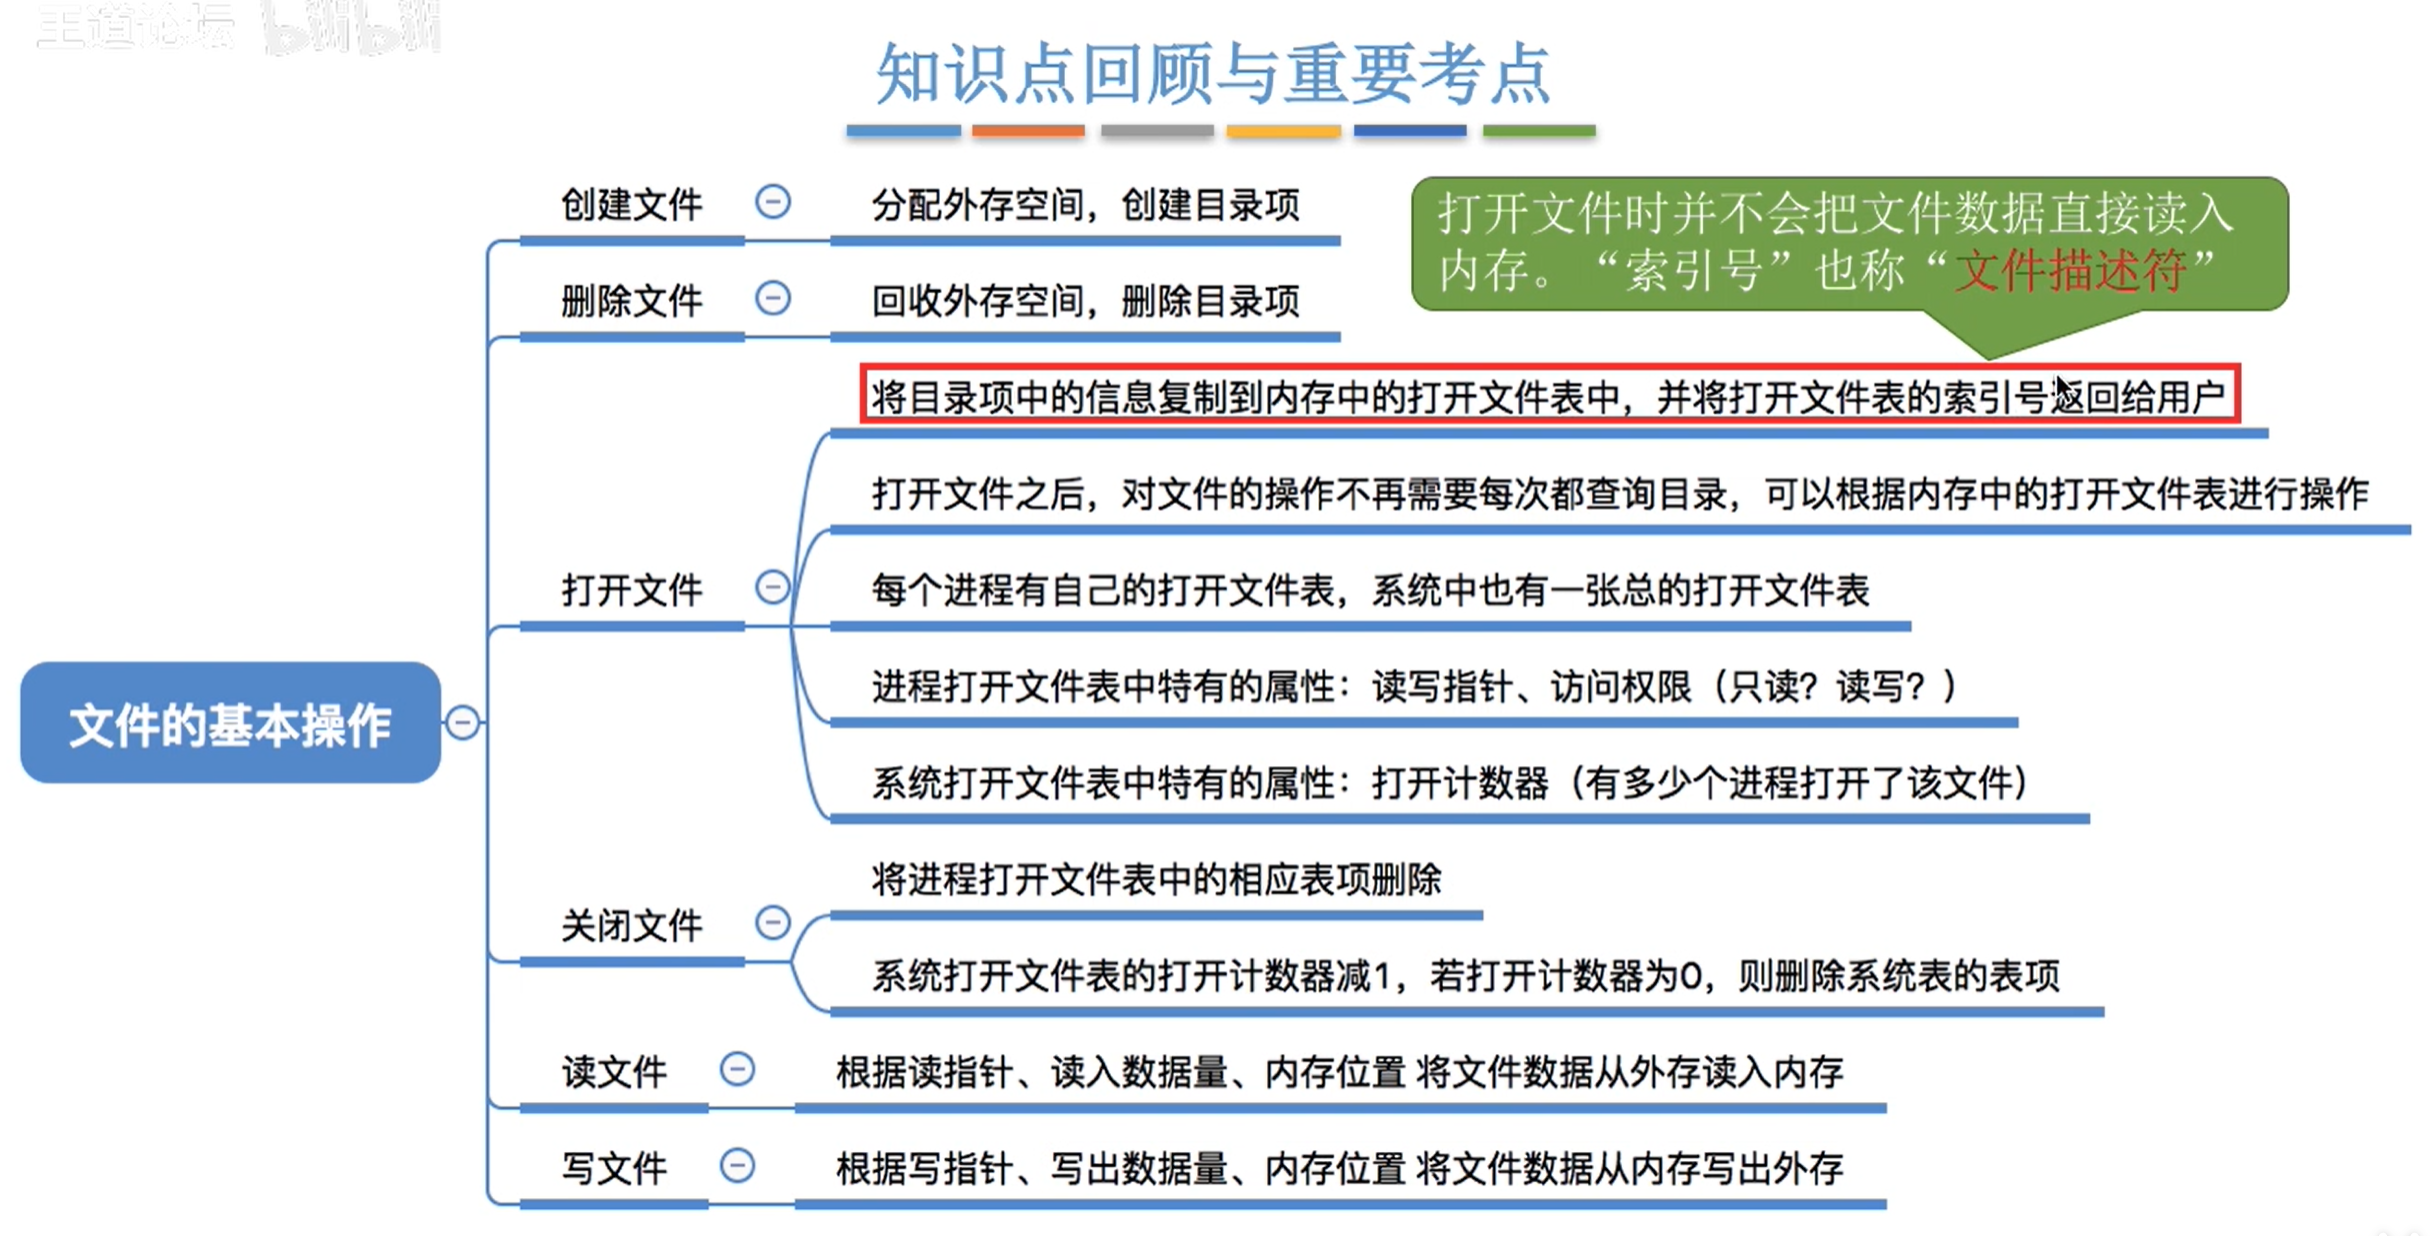 王道论坛 bilibili
知识点回顾与重要考点
创建文件
分配外存空间，创建目录项
打开文件时并不会把文件数据直接读入
内存。“索引号”也称“文件描述符”
删除文件
回收外存空间，删除目录项
将目录项中的信息复制到内存中的打开文件表中，并将打开文件表的索引号返回给用户
打开文件之后，对文件的操作不再需要每次都查询目录，可以根据内存中的打开文件表进行操作
打开文件
每个进程有自己的打开文件表，系统中也有一张总的打开文件表
进程打开文件表中特有的属性：读写指针、访问权限（只读？读写？）
文件的基本操作
系统打开文件表中特有的属性：打开计数器（有多少个进程打开了该文件）
将进程打开文件表中的相应表项删除
关闭文件
系统打开文件表的打开计数器减1，若打开计数器为0，则删除系统表的表项
读文件
根据读指针、读入数据量、内存位置 将文件数据从外存读入内存
写文件
根据写指针、写出数据量、内存位置 将文件数据从内存写出外存